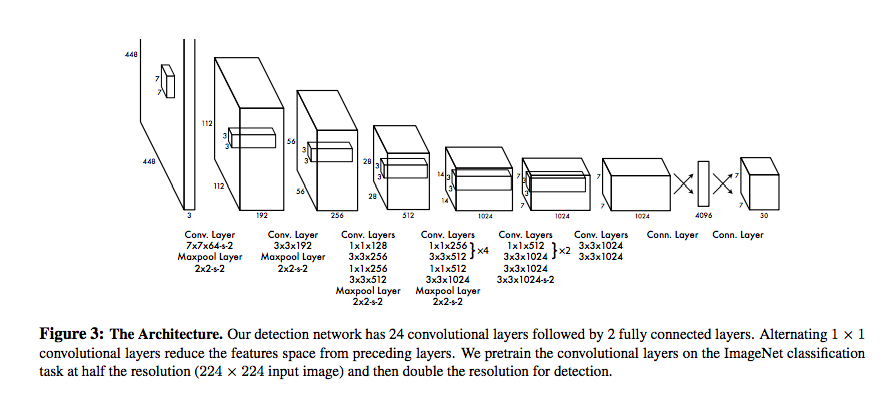 448
448
7
7
3
112
112
3
3
192
56
56
3
3
256
28
28
3
3
512
14
14
3
3
1024
7
7
3
3
1024
7
7
1024
4096
7
7
30
Conv. Layer
7x7x64-s-2
Maxpool Layer
2x2-s-2
Conv. Layer
3x3x192
Maxpool Layer
2x2-s-2
Conv. Layers
1x1x128
3x3x256
1x1x256
3x3x512
Maxpool Layer
2x2-s-2
Conv. Layers
1x1x256
3x3x512 }×4
1x1x512
3x3x1024
Maxpool Layer
2x2-s-2
Conv. Layers
1x1x512
3x3x1024 }×2
3x3x1024
3x3x1024-s-2
Conv. Layers
3x3x1024
3x3x1024
Conn. Layer
Conn. Layer
Figure 3: The Architecture. Our detection network has 24 convolutional layers followed by 2 fully connected layers. Alternating 1 × 1
convolutional layers reduce the features space from preceding layers. We pretrain the convolutional layers on the ImageNet classification
task at half the resolution (224 × 224 input image) and then double the resolution for detection.